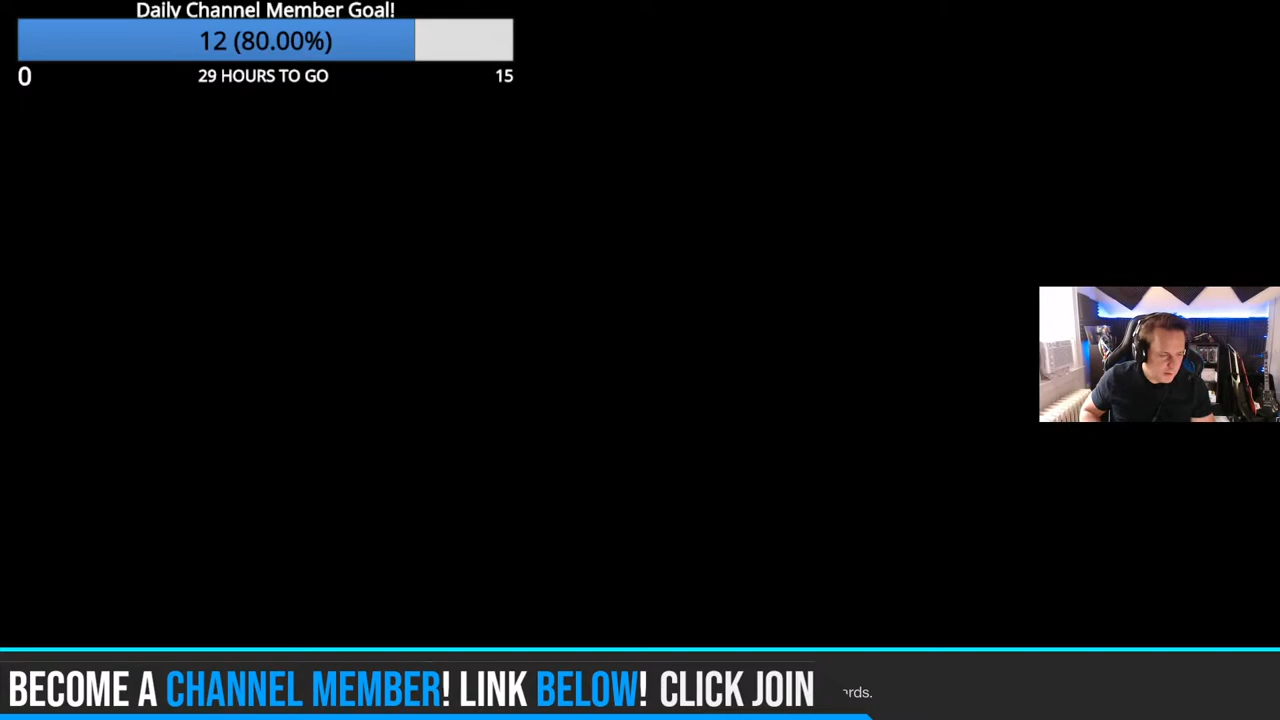 Daily Channel Member Goal!
12 (80.00%)
0 29 HOURS TO GO 15
BECOME A CHANNEL MEMBER! LINK BELOW! CLICK JOIN